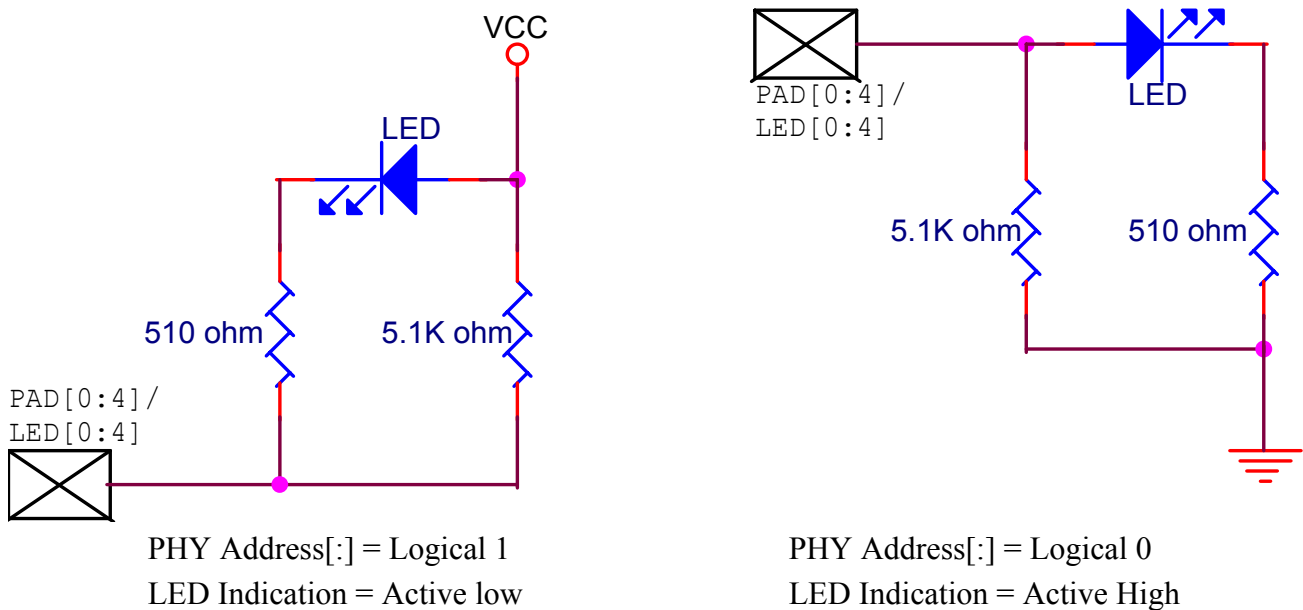 VCC
LED
510 ohm
5.1K ohm
PAD[0:4]/
LED[0:4]
PHY Address[:] = Logical 1
LED Indication = Active low
PAD[0:4]/
LED[0:4]
LED
5.1K ohm
510 ohm
PHY Address[:] = Logical 0
LED Indication = Active High